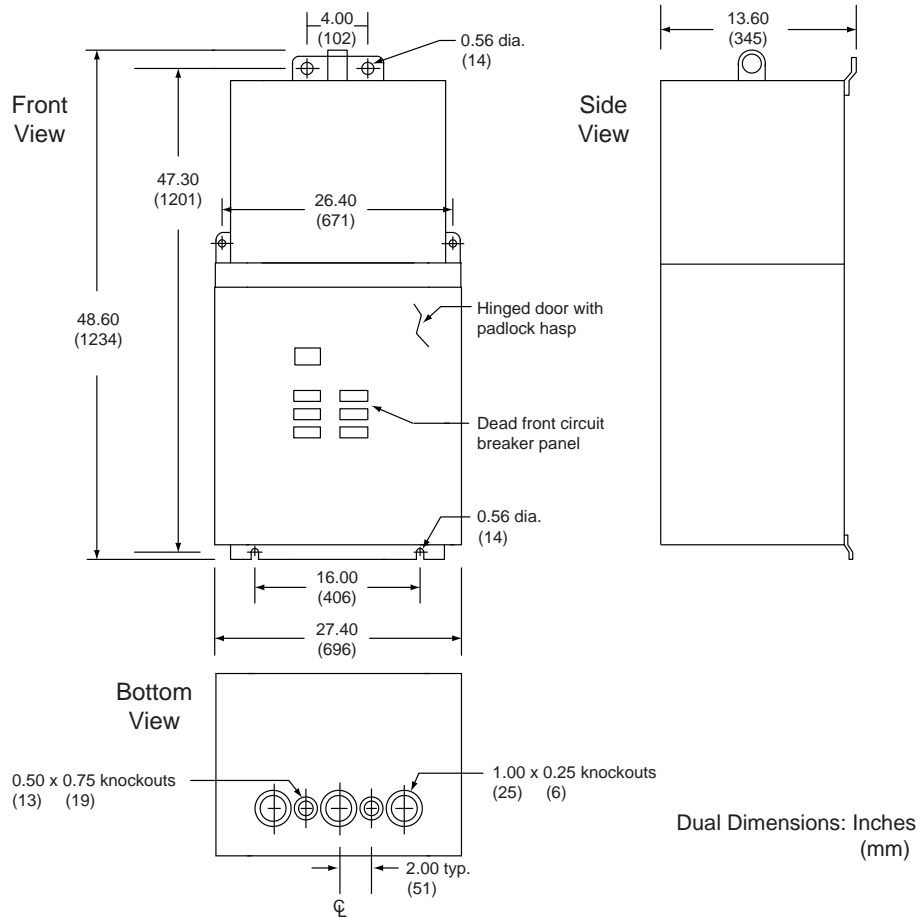 4.00
(102)
0.56 dia.
(14)
13.60
(345)
Front
View
Side
View
47.30
(1201)
26.40
(671)
48.60
(1234)
Hinged door with
padlock hasp
Dead front circuit
breaker panel
0.56 dia.
(14)
16.00
(406)
27.40
(696)
Bottom
View
0.50 x 0.75 knockouts
(13) (19)
1.00 x 0.25 knockouts
(25) (6)
2.00 typ.
(51)
℄
Dual Dimensions: Inches
(mm)